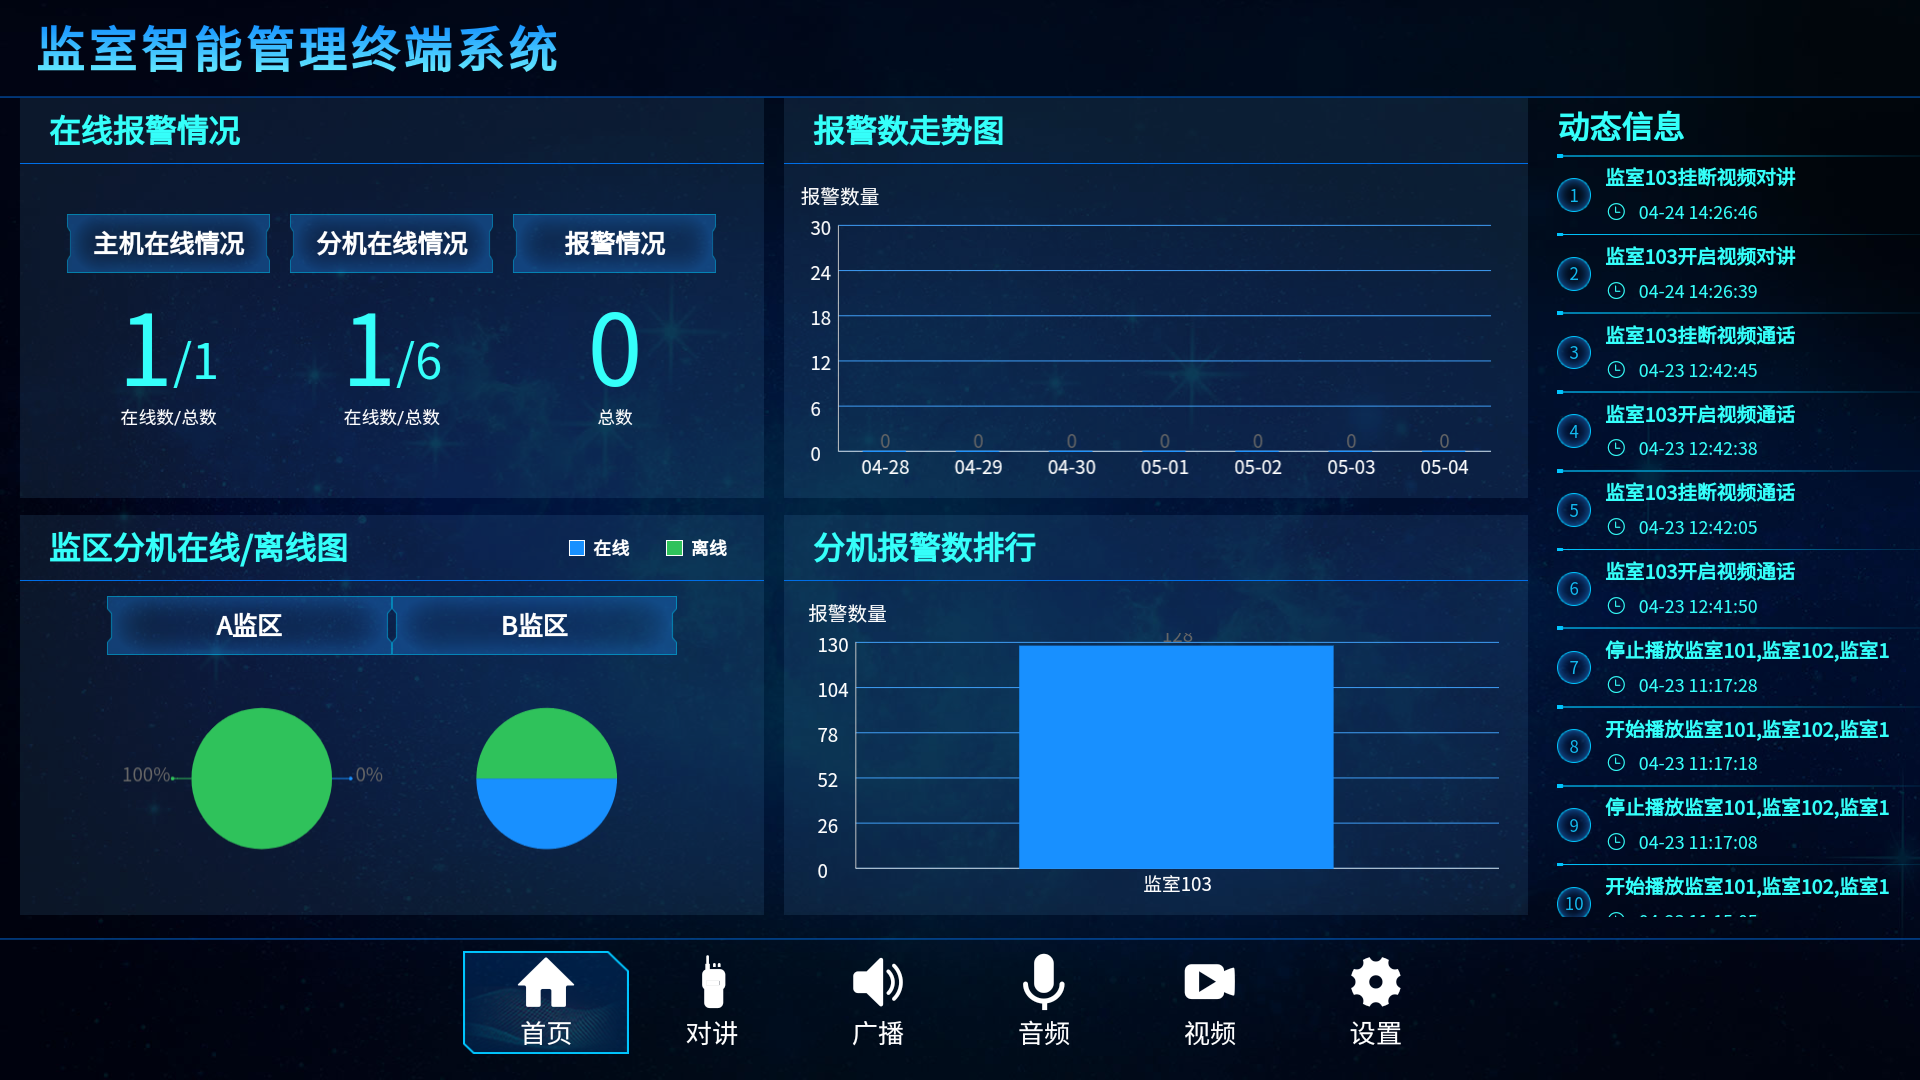 监室智能管理终端系统
在线报警情况
主机在线情况
分机在线情况
报警情况
1/1
1/6
0
在线数/总数
在线数/总数
总数
报警数走势图
报警数量
30
24
18
12
6
0
0 0 0 0 0 0 0
04-28 04-29 04-30 05-01 05-02 05-03 05-04
监区分机在线/离线图
在线 离线
A监区
B监区
100%
0%
分机报警数排行
报警数量
128
130
104
78
52
26
0
监室103
动态信息
1
监室103挂断视频对讲
04-24 14:26:46
2
监室103开启视频对讲
04-24 14:26:39
3
监室103挂断视频通话
04-23 12:42:45
4
监室103开启视频通话
04-23 12:42:38
5
监室103挂断视频通话
04-23 12:42:05
6
监室103开启视频通话
04-23 12:41:50
7
停止播放监室101,监室102,监室1
04-23 11:17:28
8
开始播放监室101,监室102,监室1
04-23 11:17:18
9
停止播放监室101,监室102,监室1
04-23 11:17:08
10
开始播放监室101,监室102,监室1
首页
对讲
广播
音频
视频
设置